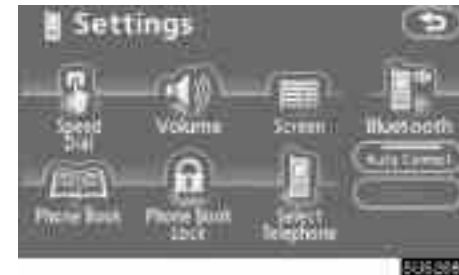 Settings
Speed
Dial
Volume
Screen
Bluetooth
Auto Connect
Phone Book
Phone Book
Lock
Select
Telephone